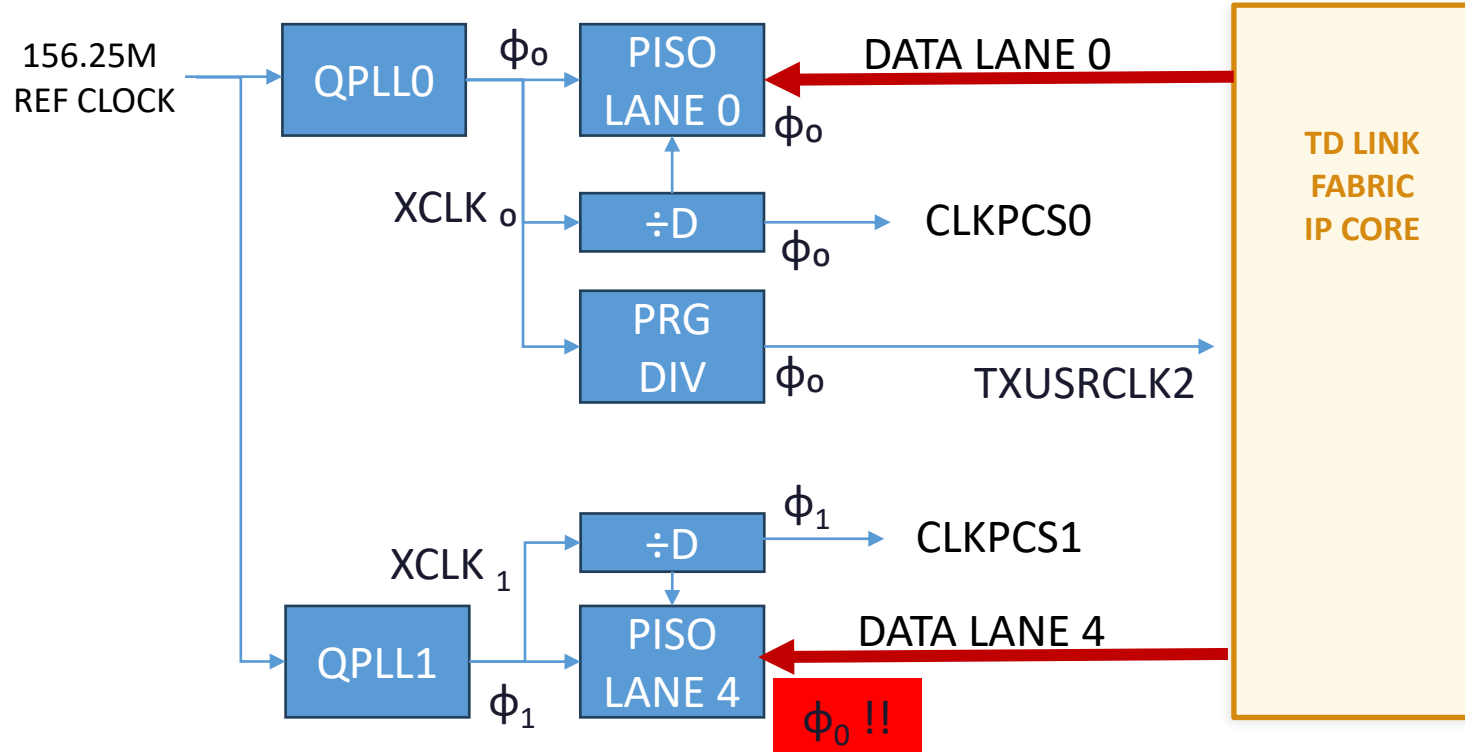 156.25M
REF CLOCK
QPLL0
ϕ₀
PISO
LANE 0
DATA LANE 0
ϕ₀
XCLK ₀
÷D
ϕ₀
CLKPCS0
PRG
DIV
ϕ₀
TXUSRCLK2
TD LINK
FABRIC
IP CORE
XCLK ₁
÷D
ϕ₁
CLKPCS1
QPLL1
ϕ₁
PISO
LANE 4
DATA LANE 4
ϕ₀ !!